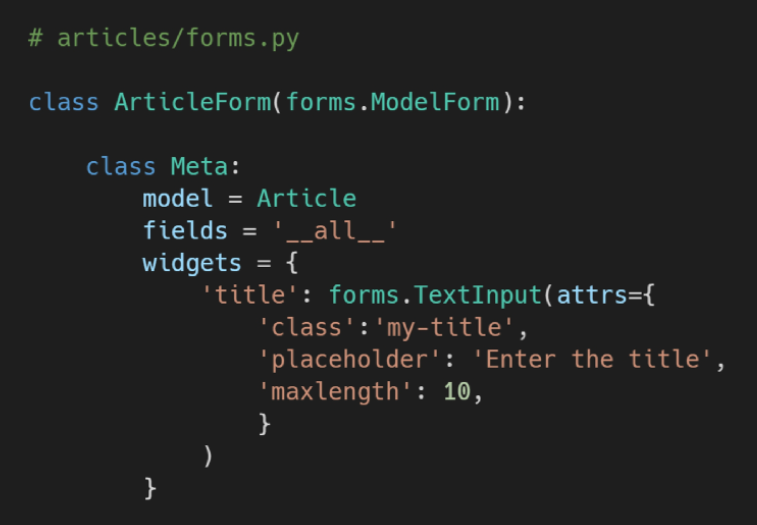 # articles/forms.py
class ArticleForm(forms.ModelForm):
class Meta:
model = Article
fields = '__all__'
widgets = {
'title': forms.TextInput(attrs={
'class':'my-title',
'placeholder': 'Enter the title',
'maxlength': 10,
}
)
}